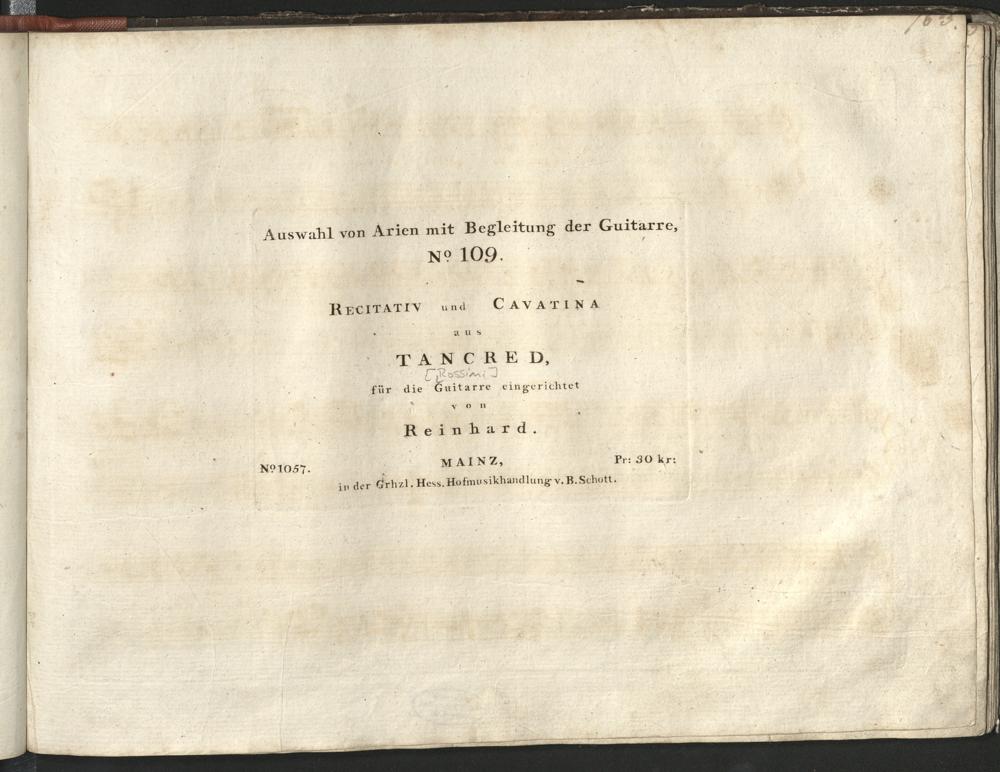 163.
Auswahl von Arien mit Begleitung der Guitarre,
Nº 109.
RECITATIV und CAVATINA
aus
TANCRED,
[Rossini]
für die Guitarre eingerichtet
von
Reinhard.
Nº 1057. MAINZ, Pr: 30 kr:
in der Grhzl. Hess. Hofmusikhandlung v. B. Schott.